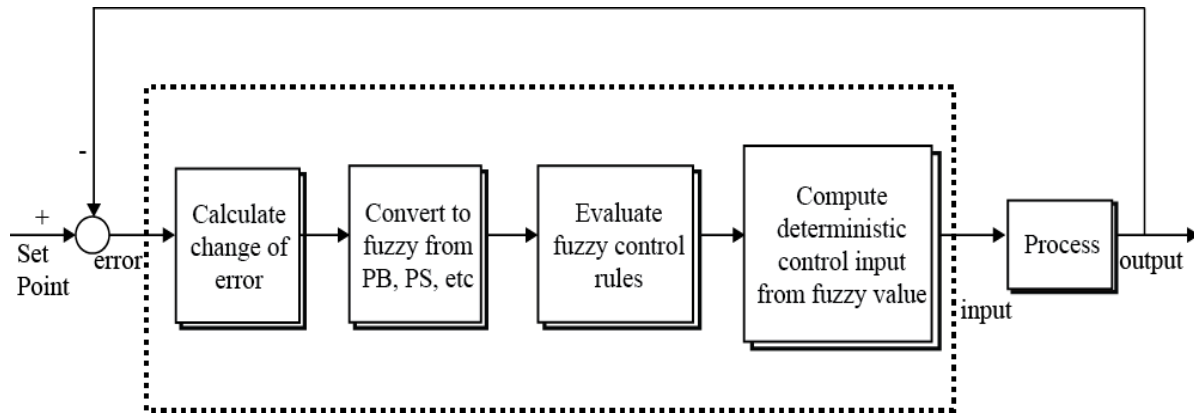 -
+
Set
Point
error
Calculate
change of
error
Convert to
fuzzy from
PB, PS, etc
Evaluate
fuzzy control
rules
Compute
deterministic
control input
from fuzzy value
input
Process
output